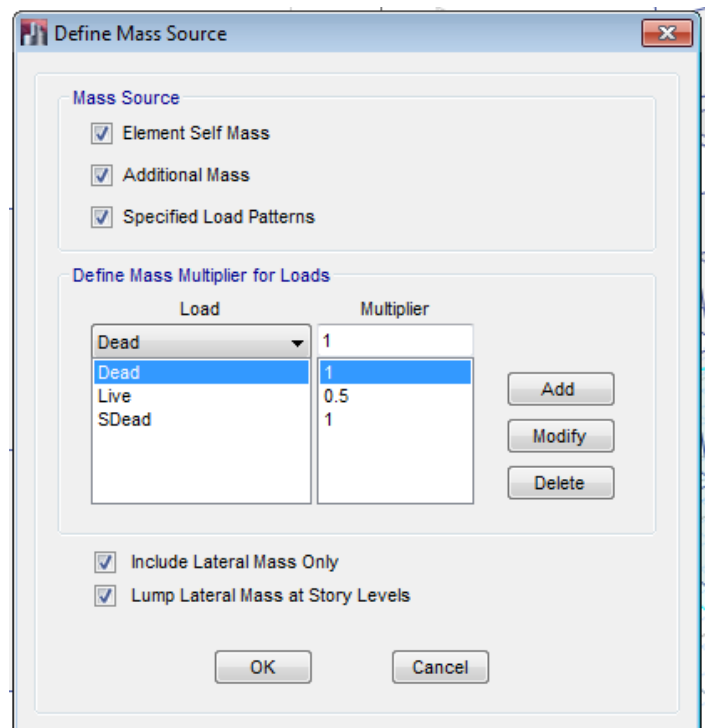 Define Mass Source
Mass Source
Element Self Mass
Additional Mass
Specified Load Patterns
Define Mass Multiplier for Loads
Load Multiplier
Dead 1
Dead 1
Live 0.5
SDead 1
Add
Modify
Delete
Include Lateral Mass Only
Lump Lateral Mass at Story Levels
OK Cancel